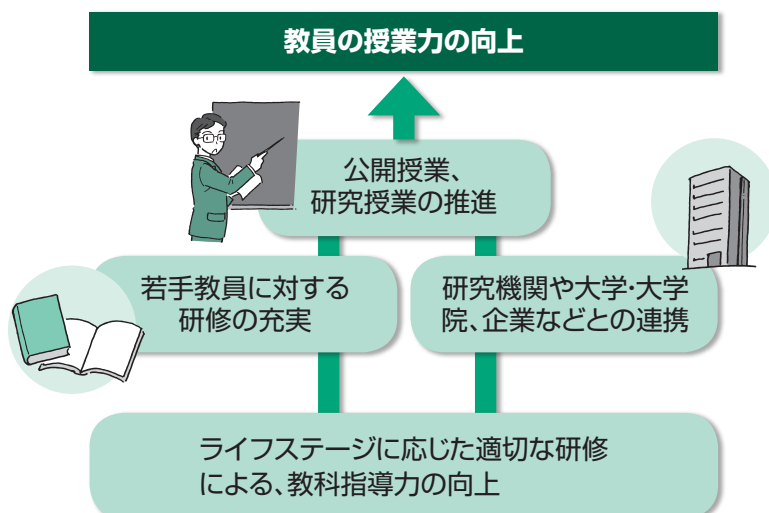 教員の授業力の向上
公開授業、
研究授業の推進
若手教員に対する
研修の充実
研究機関や大学・大学
院、企業などとの連携
ライフステージに応じた適切な研修
による、教科指導力の向上